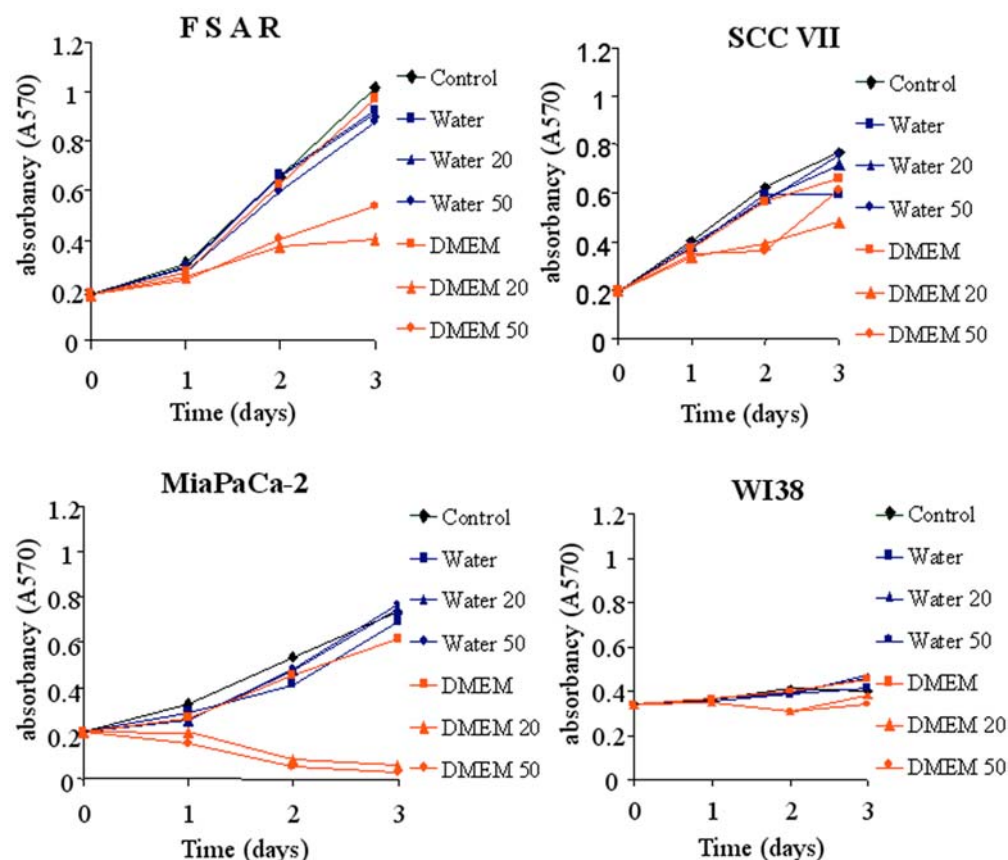 F S A R
1.2
1
0.8
0.6
0.4
0.2
0
absorbancy (A570)
0 1 2 3
Time (days)
Control
Water
Water 20
Water 50
DMEM
DMEM 20
DMEM 50
SCC VII
1.2
1
0.8
0.6
0.4
0.2
0
absorbancy (A570)
0 1 2 3
Time (days)
Control
Water
Water 20
Water 50
DMEM
DMEM 20
DMEM 50
MiaPaCa-2
1.2
1
0.8
0.6
0.4
0.2
0
absorbancy (A570)
0 1 2 3
Time (days)
Control
Water
Water 20
Water 50
DMEM
DMEM 20
DMEM 50
WI38
1.2
1
0.8
0.6
0.4
0.2
0
absorbancy (A570)
0 1 2 3
Time (days)
Control
Water
Water 20
Water 50
DMEM
DMEM 20
DMEM 50